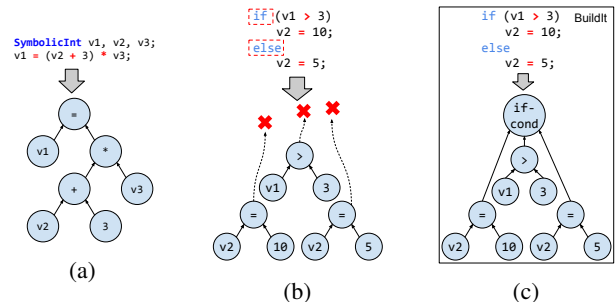 SymbolicInt v1, v2, v3;
v1 = (v2 + 3) * v3;
=
v1
*
+
v3
v2
3
(a)
if (v1 > 3)
v2 = 10;
else
v2 = 5;
>
v1
3
=
=
v2
10
v2
5
(b)
BuildIt
if (v1 > 3)
v2 = 10;
else
v2 = 5;
if-
cond
>
v1
3
=
=
v2
10
v2
5
(c)